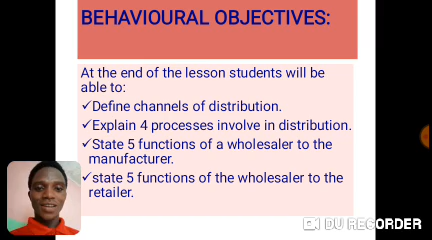 BEHAVIOURAL OBJECTIVES:
At the end of the lesson students will be
able to:
✓Define channels of distribution.
✓Explain 4 processes involve in distribution.
✓State 5 functions of a wholesaler to the
manufacturer.
✓state 5 functions of the wholesaler to the
retailer.
DU RECORDER